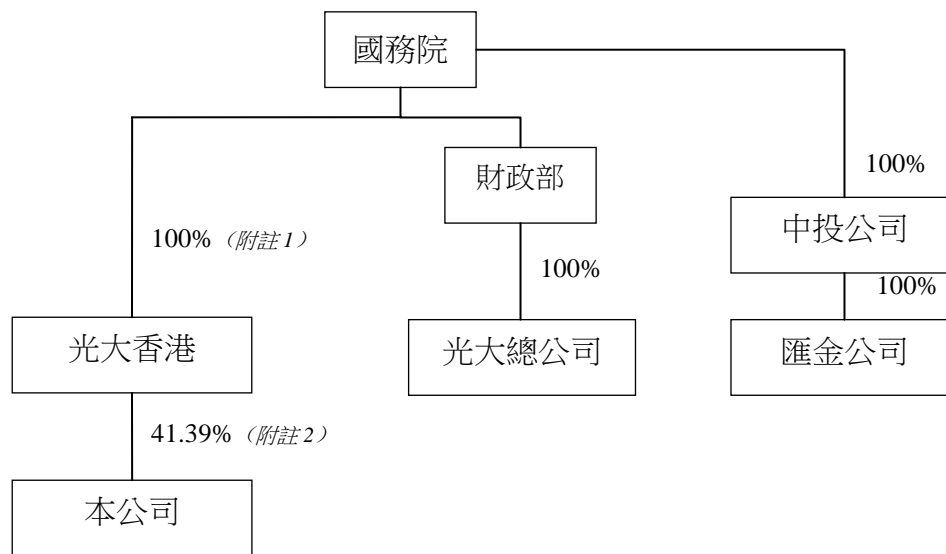 國務院
財政部
100%
中投公司
100%（附註 1）
100%
100%
光大香港
光大總公司
匯金公司
41.39%（附註 2）
本公司